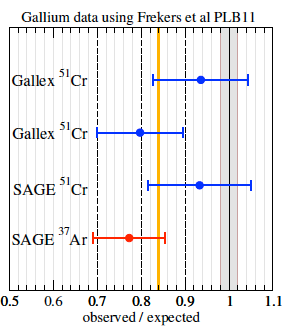 Gallium data using Frekers et al PLB11
Gallex ⁵¹Cr
Gallex ⁵¹Cr
SAGE ⁵¹Cr
SAGE ³⁷Ar
0.5 0.6 0.7 0.8 0.9 1 1.1
observed / expected